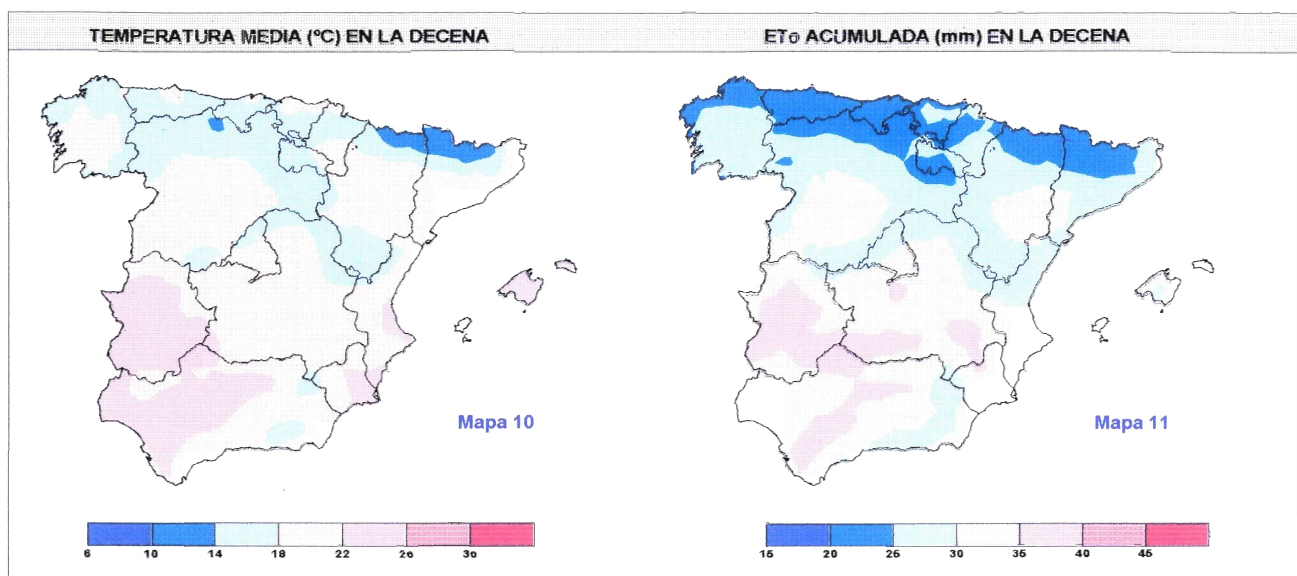 TEMPERATURA MEDIA (ºC) EN LA DECENA
ETo ACUMULADA (mm) EN LA DECENA
Mapa 10
Mapa 11
6 10 14 18 22 26 30
15 20 25 30 35 40 45